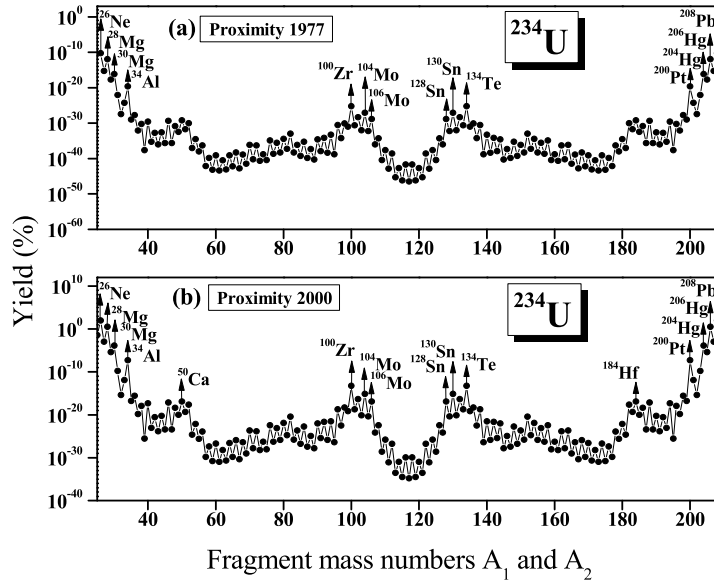 10^10
10^0
10^-10
10^-20
10^-30
10^-40
10^-50
10^-60
(a) Proximity 1977
^234U
^26Ne
^28Mg
^30Mg
^34Al
^100Zr
^104Mo
^106Mo
^128Sn
^130Sn
^134Te
^208Pb
^206Hg
^204Hg
^200Pt
40 60 80 100 120 140 160 180 200
Yield (%)
10^10
10^0
10^-10
10^-20
10^-30
10^-40
(b) Proximity 2000
^234U
^26Ne
^28Mg
^30Mg
^34Al
^50Ca
^100Zr
^104Mo
^106Mo
^128Sn
^130Sn
^134Te
^184Hf
^208Pb
^206Hg
^204Hg
^200Pt
40 60 80 100 120 140 160 180 200
Fragment mass numbers A_1 and A_2